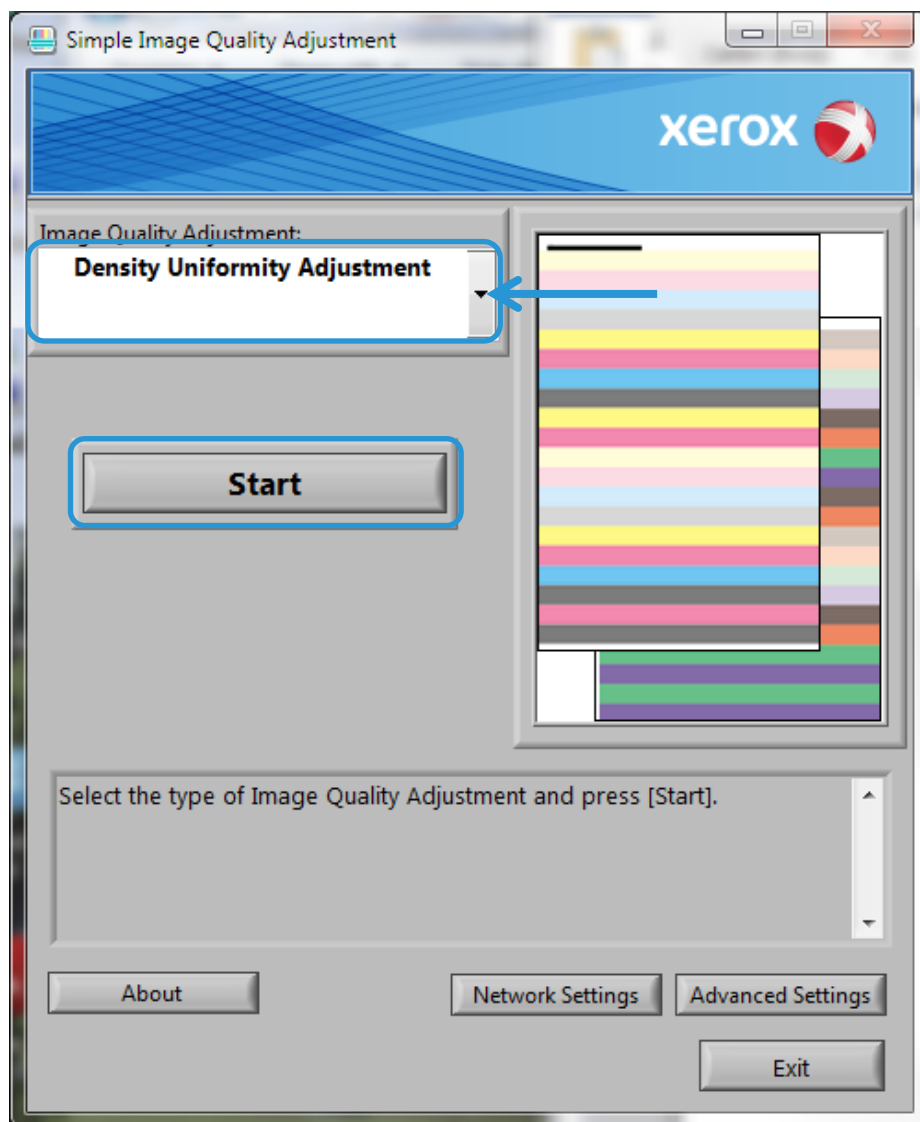 Simple Image Quality Adjustment
xerox
Image Quality Adjustment:
Density Uniformity Adjustment
Start
Select the type of Image Quality Adjustment and press [Start].
About
Network Settings
Advanced Settings
Exit